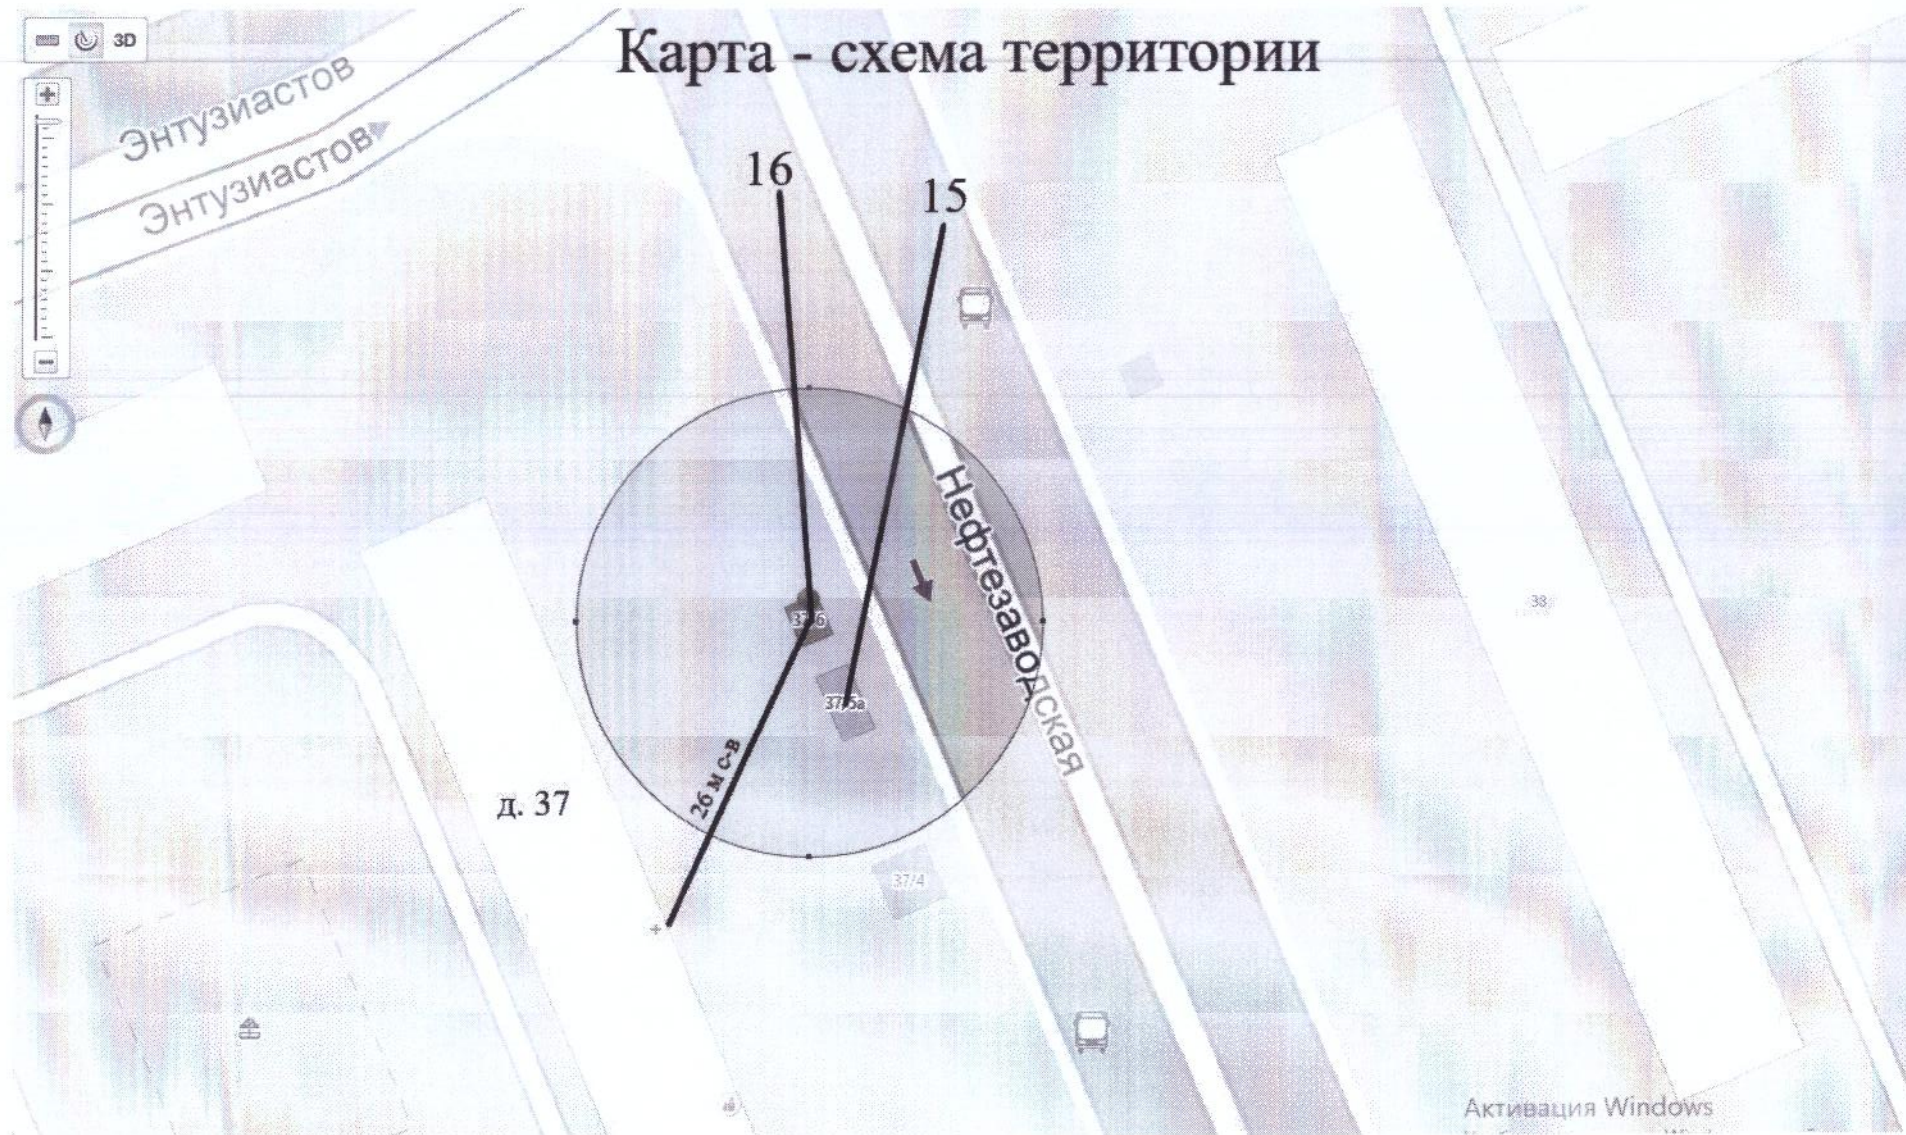 3D
Карта - схема территории
Энтузиастов
Энтузиастов
16
15
Нефтезаводская
38
37/6
37/5а
26 м с-в
д. 37
37/4
Активация Windows